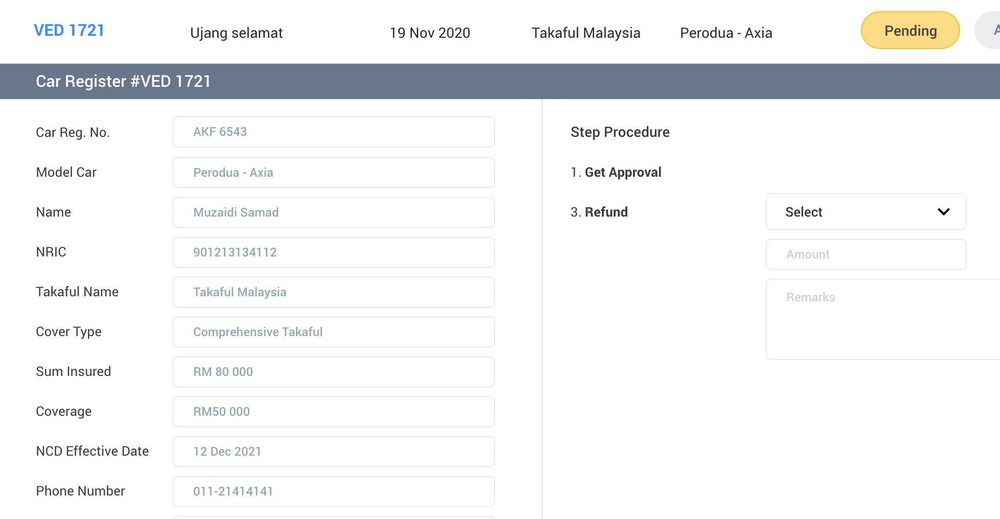 VED 1721
Ujang selamat
19 Nov 2020
Takaful Malaysia
Perodua - Axia
Pending
Car Register #VED 1721
Car Reg. No.
AKF 6543
Model Car
Perodua - Axia
Name
Muzaidi Samad
NRIC
901213134112
Takaful Name
Takaful Malaysia
Cover Type
Comprehensive Takaful
Sum Insured
RM 80 000
Coverage
RM50 000
NCD Effective Date
12 Dec 2021
Phone Number
011-21414141
Step Procedure
1. Get Approval
3. Refund
Select
Amount
Remarks